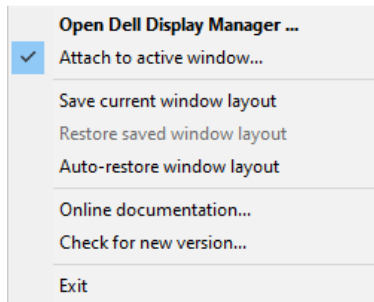 Open Dell Display Manager ...
Attach to active window...
Save current window layout
Restore saved window layout
Auto-restore window layout
Online documentation...
Check for new version...
Exit